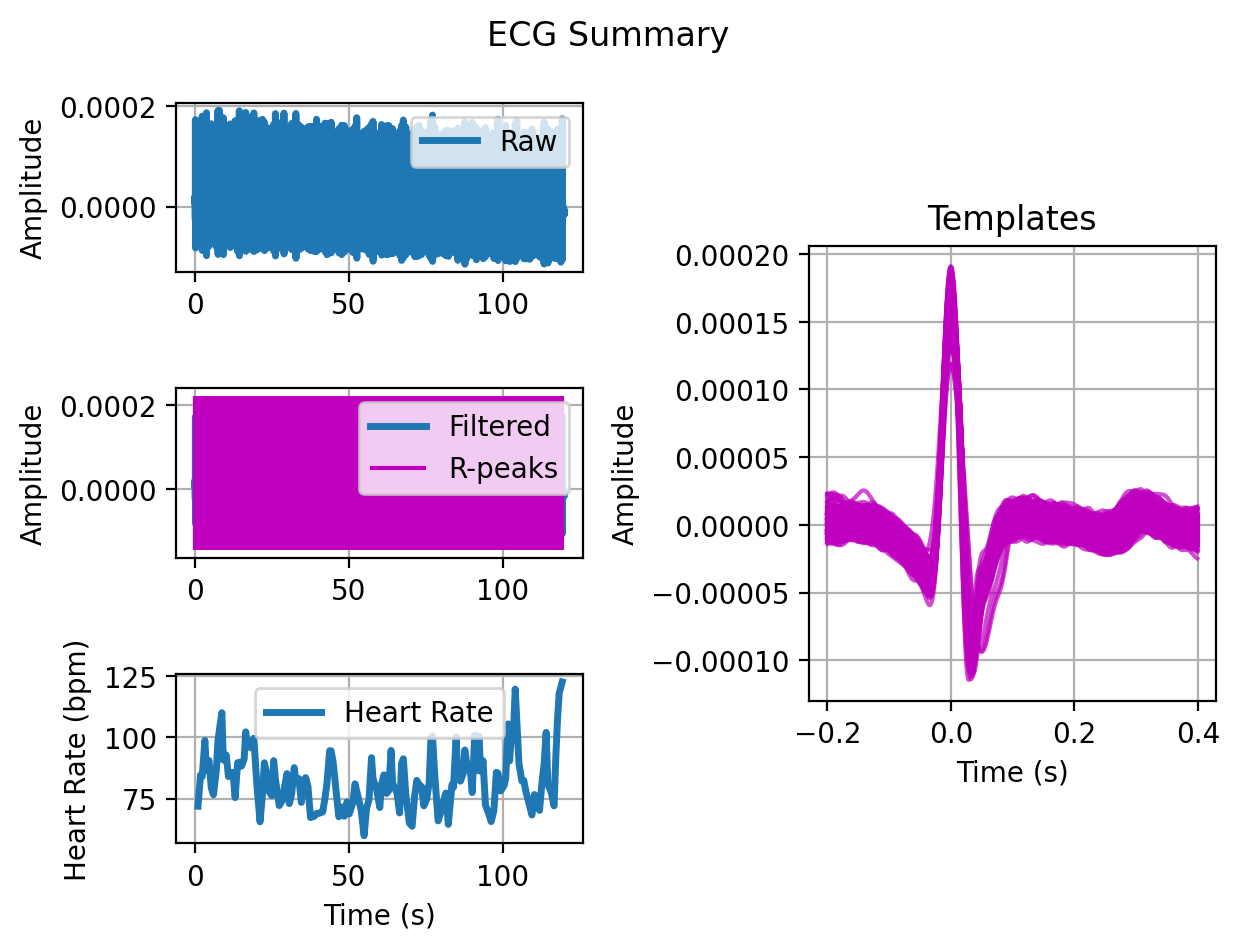 ECG Summary
0.0002
0.0000
Amplitude
Raw
0 50 100
0.0002
0.0000
Amplitude
Filtered
R-peaks
0 50 100
125
100
75
Heart Rate (bpm)
Heart Rate
0 50 100
Time (s)
Templates
0.00020
0.00015
0.00010
0.00005
0.00000
−0.00005
−0.00010
Amplitude
−0.2 0.0 0.2 0.4
Time (s)